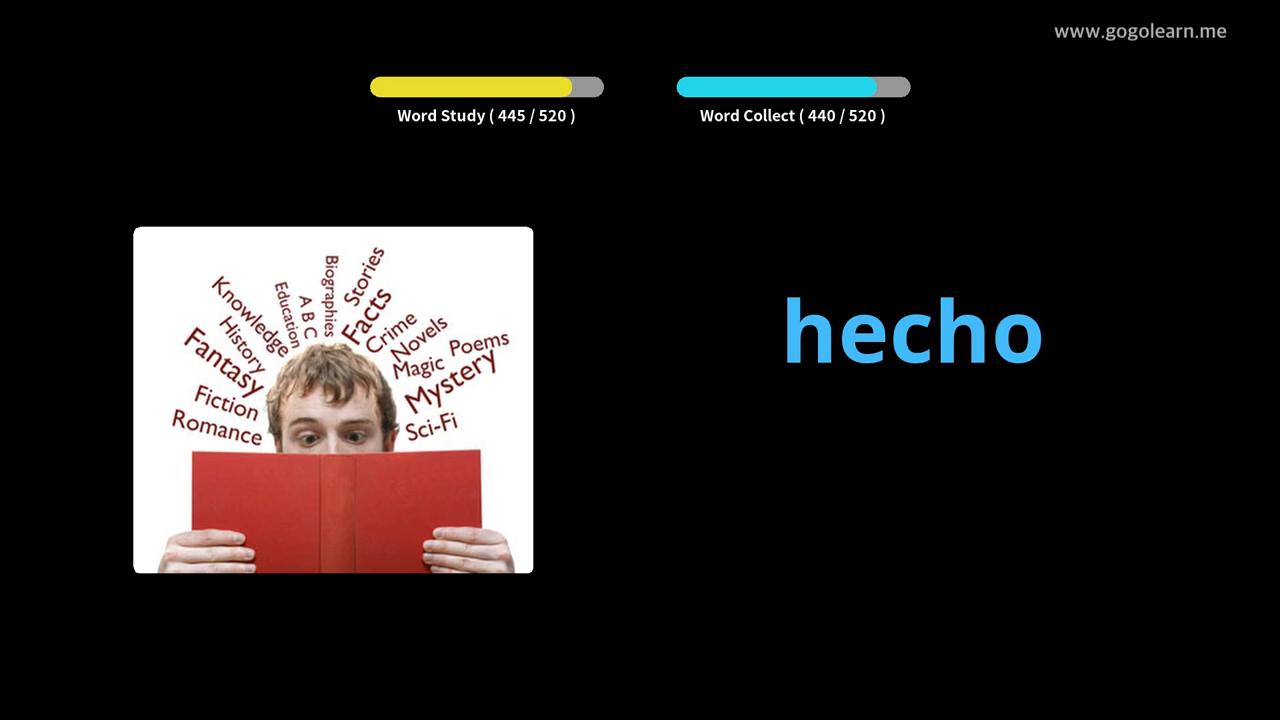 www.gogolearn.me
Word Study ( 445 / 520 )
Word Collect ( 440 / 520 )
hecho
Romance
Fiction
Fantasy
History
Knowledge
Education
A B C
Biographies
Stories
Facts
Crime
Novels
Magic
Poems
Mystery
Sci-Fi